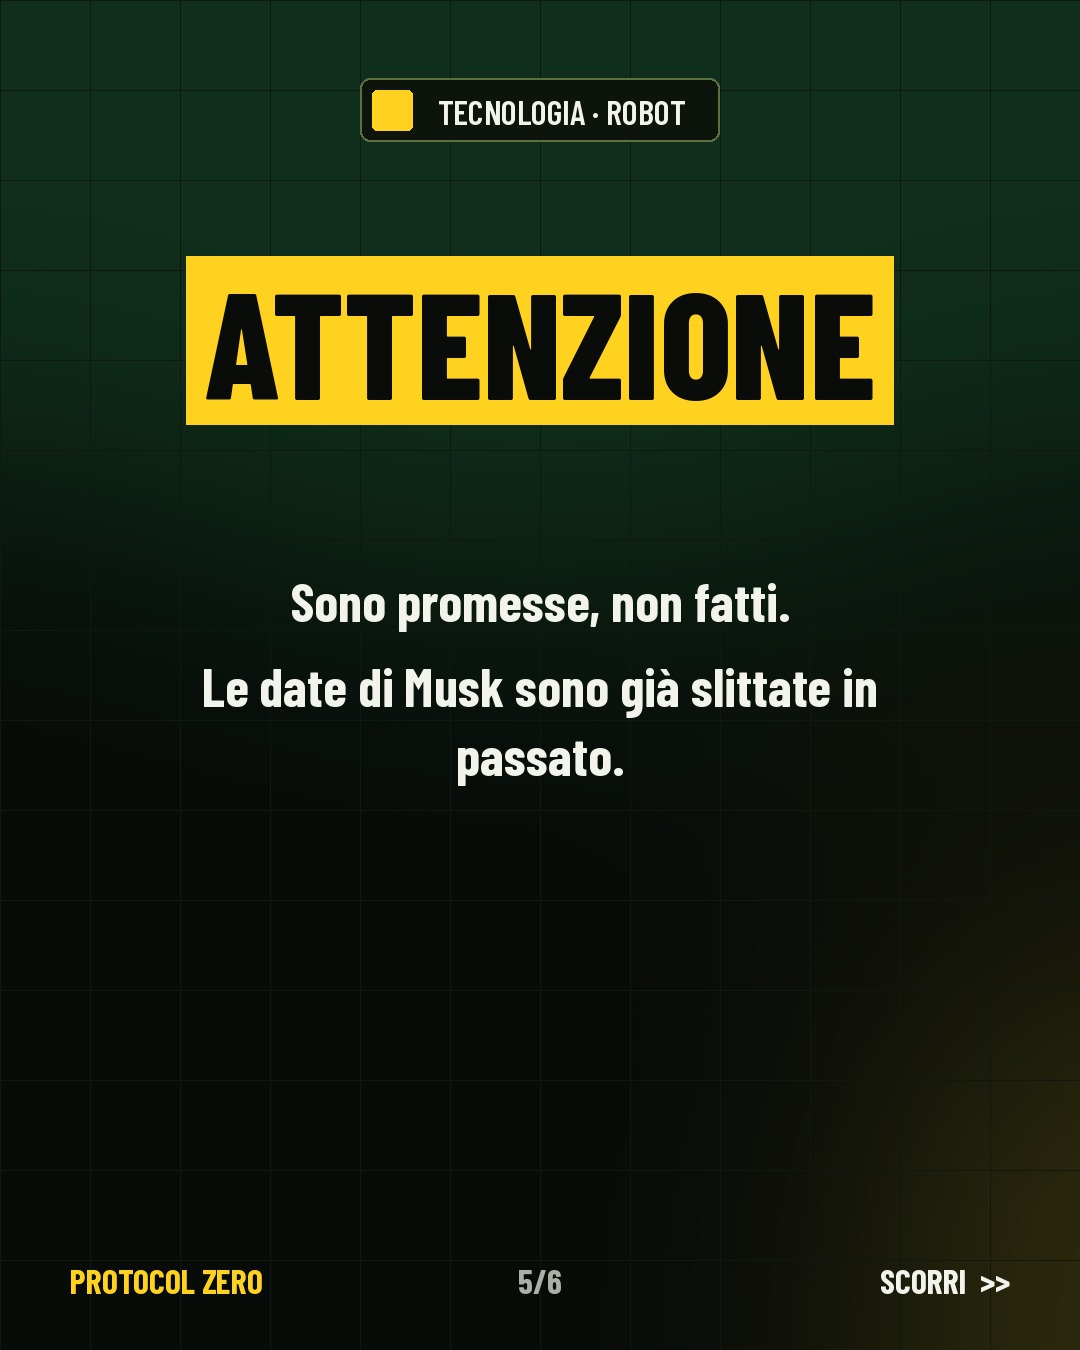 TECNOLOGIA · ROBOT
ATTENZIONE
Sono promesse, non fatti.
Le date di Musk sono già slittate in
passato.
PROTOCOL ZERO
5/6
SCORRI >>